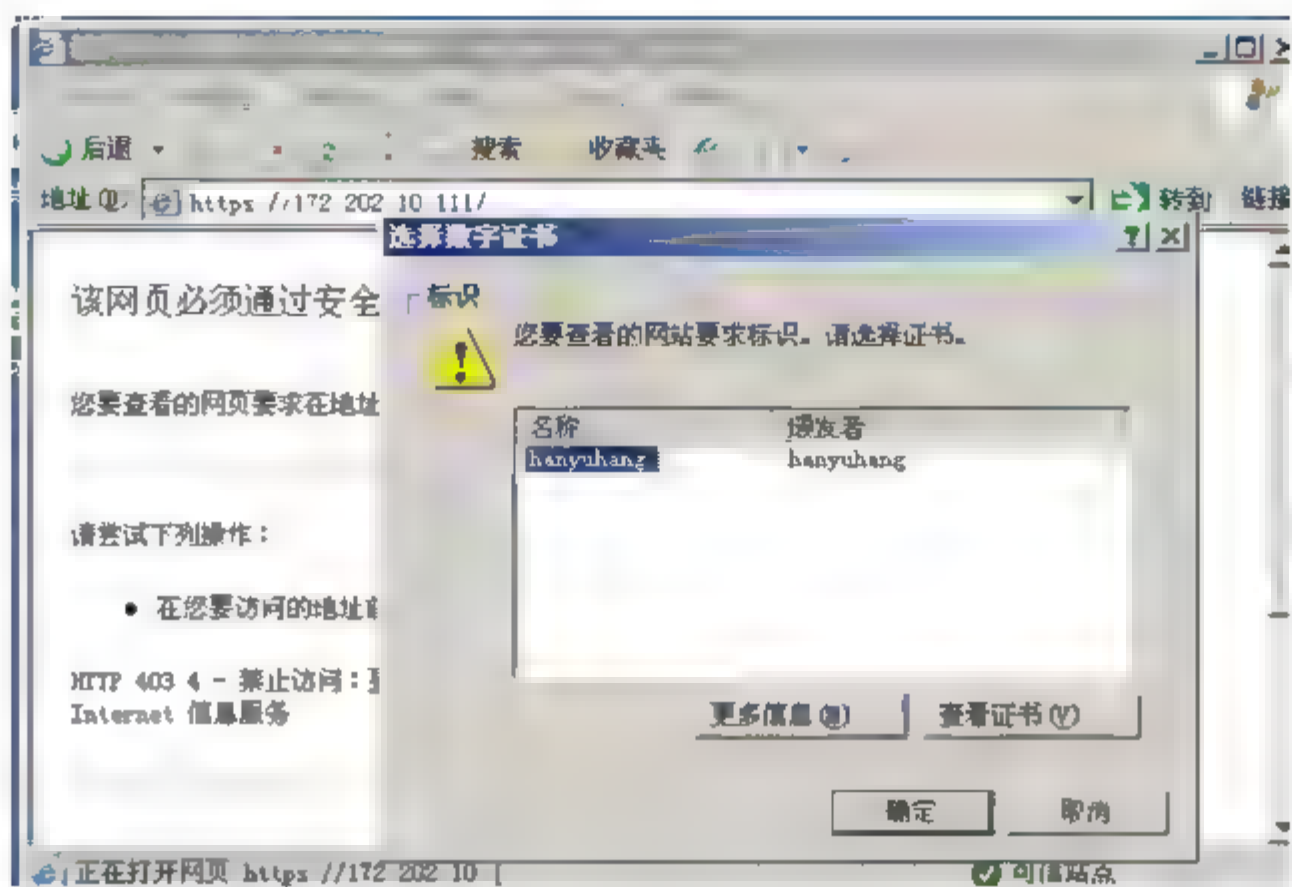 后退 搜索 收藏夹
地址(D) https //172 202 10 111/ 转到 链接
选择数字证书
该网页必须通过安全
标识
您要查看的网站要求标识。请选择证书。
您要查看的网页要求在地址
名称 颁发者
hanyuhang hanyuhang
请尝试下列操作：
在您要访问的地址前
HTTP 403 4 - 禁止访问：
Internet 信息服务
更多信息(M) 查看证书(V)
确定 取消
正在打开网页 https //172 202 10
可信站点